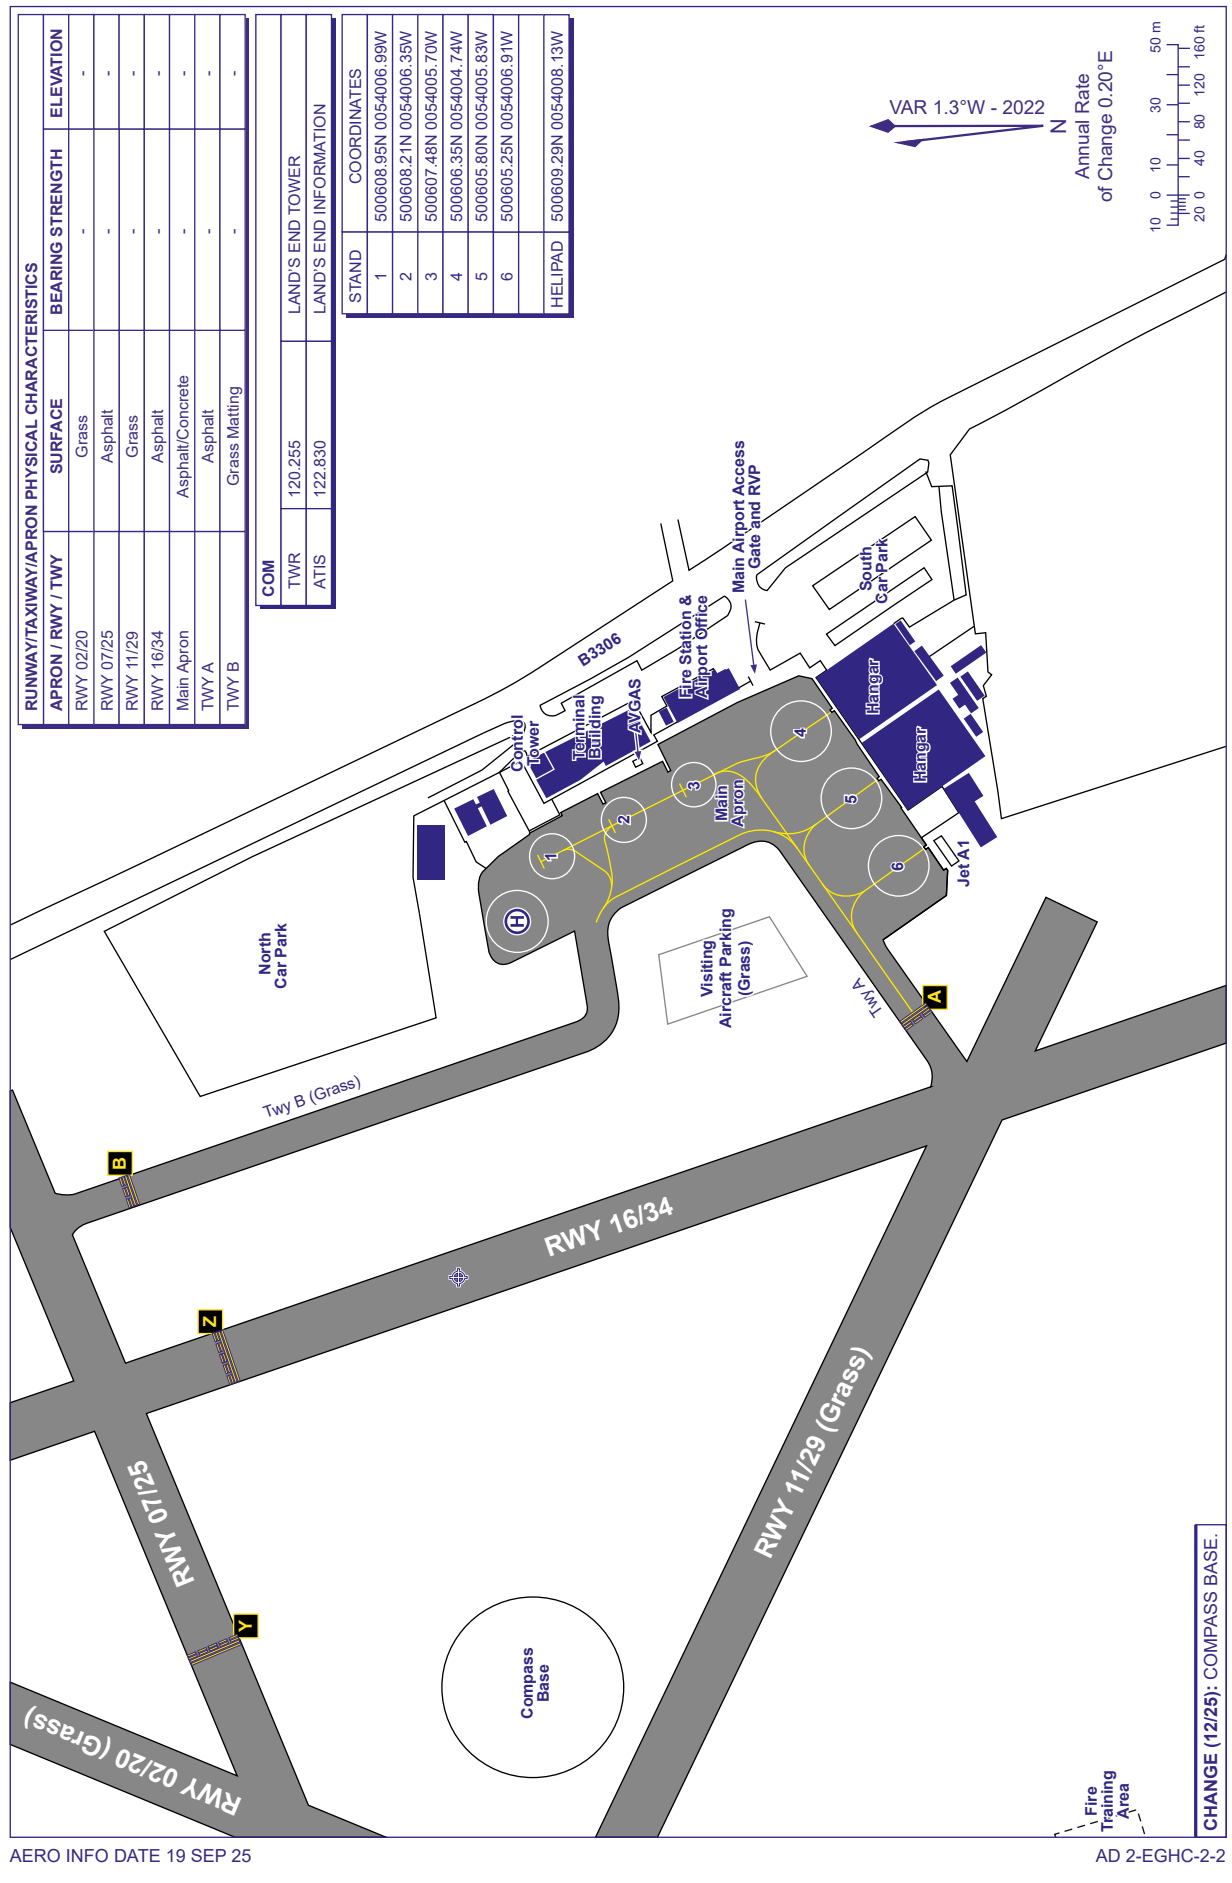 RUNWAY/TAXIWAY/APRON PHYSICAL CHARACTERISTICS
APRON / RWY / TWY SURFACE BEARING STRENGTH ELEVATION
RWY 02/20 Grass - -
RWY 07/25 Asphalt - -
RWY 11/29 Grass - -
RWY 16/34 Asphalt - -
Main Apron Asphalt/Concrete - -
TWY A Asphalt - -
TWY B Grass Matting - -
COM
TWR 120.255 LAND'S END TOWER
ATIS 122.830 LAND'S END INFORMATION
STAND COORDINATES
1 500608.95N 0054006.99W
2 500608.21N 0054006.35W
3 500607.48N 0054005.70W
4 500606.35N 0054004.74W
5 500605.80N 0054005.83W
6 500605.25N 0054006.91W
HELIPAD 500609.29N 0054008.13W
VAR 1.3°W - 2022
N
Annual Rate
of Change 0.20°E
10 0 10 30 50 m
20 0 40 80 120 160 ft
B3306
Main Airport Access
Gate and RVP
South
Car Park
Fire Station &
Airport Office
AVGAS
Terminal
Building
Control
Tower
Hangar
Hangar
Jet A1
Main
Apron
1
2
3
4
5
6
H
North
Car Park
Visiting
Aircraft Parking
(Grass)
Twy A
A
Twy B (Grass)
B
Z
Y
RWY 16/34
RWY 07/25
RWY 11/29 (Grass)
RWY 02/20 (Grass)
Compass
Base
Fire
Training
Area
CHANGE (12/25): COMPASS BASE.
AERO INFO DATE 19 SEP 25
AD 2-EGHC-2-2